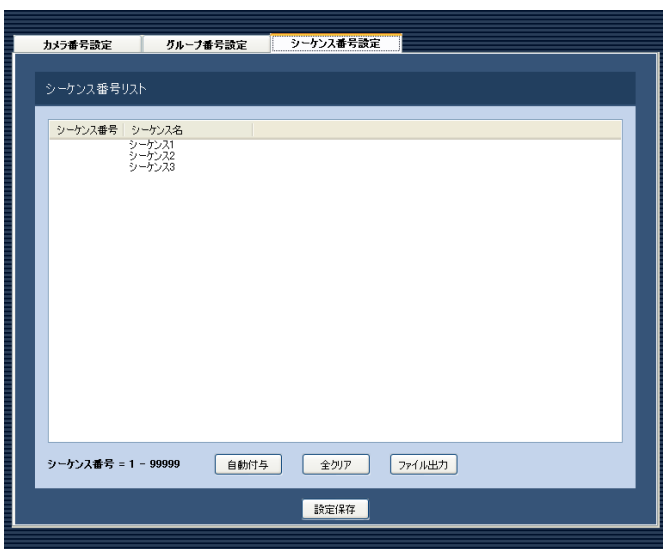 カメラ番号設定 グループ番号設定 シーケンス番号設定
シーケンス番号リスト
シーケンス番号 シーケンス名
シーケンス1
シーケンス2
シーケンス3
シーケンス番号 = 1 - 99999 自動付与 全クリア ファイル出力
設定保存